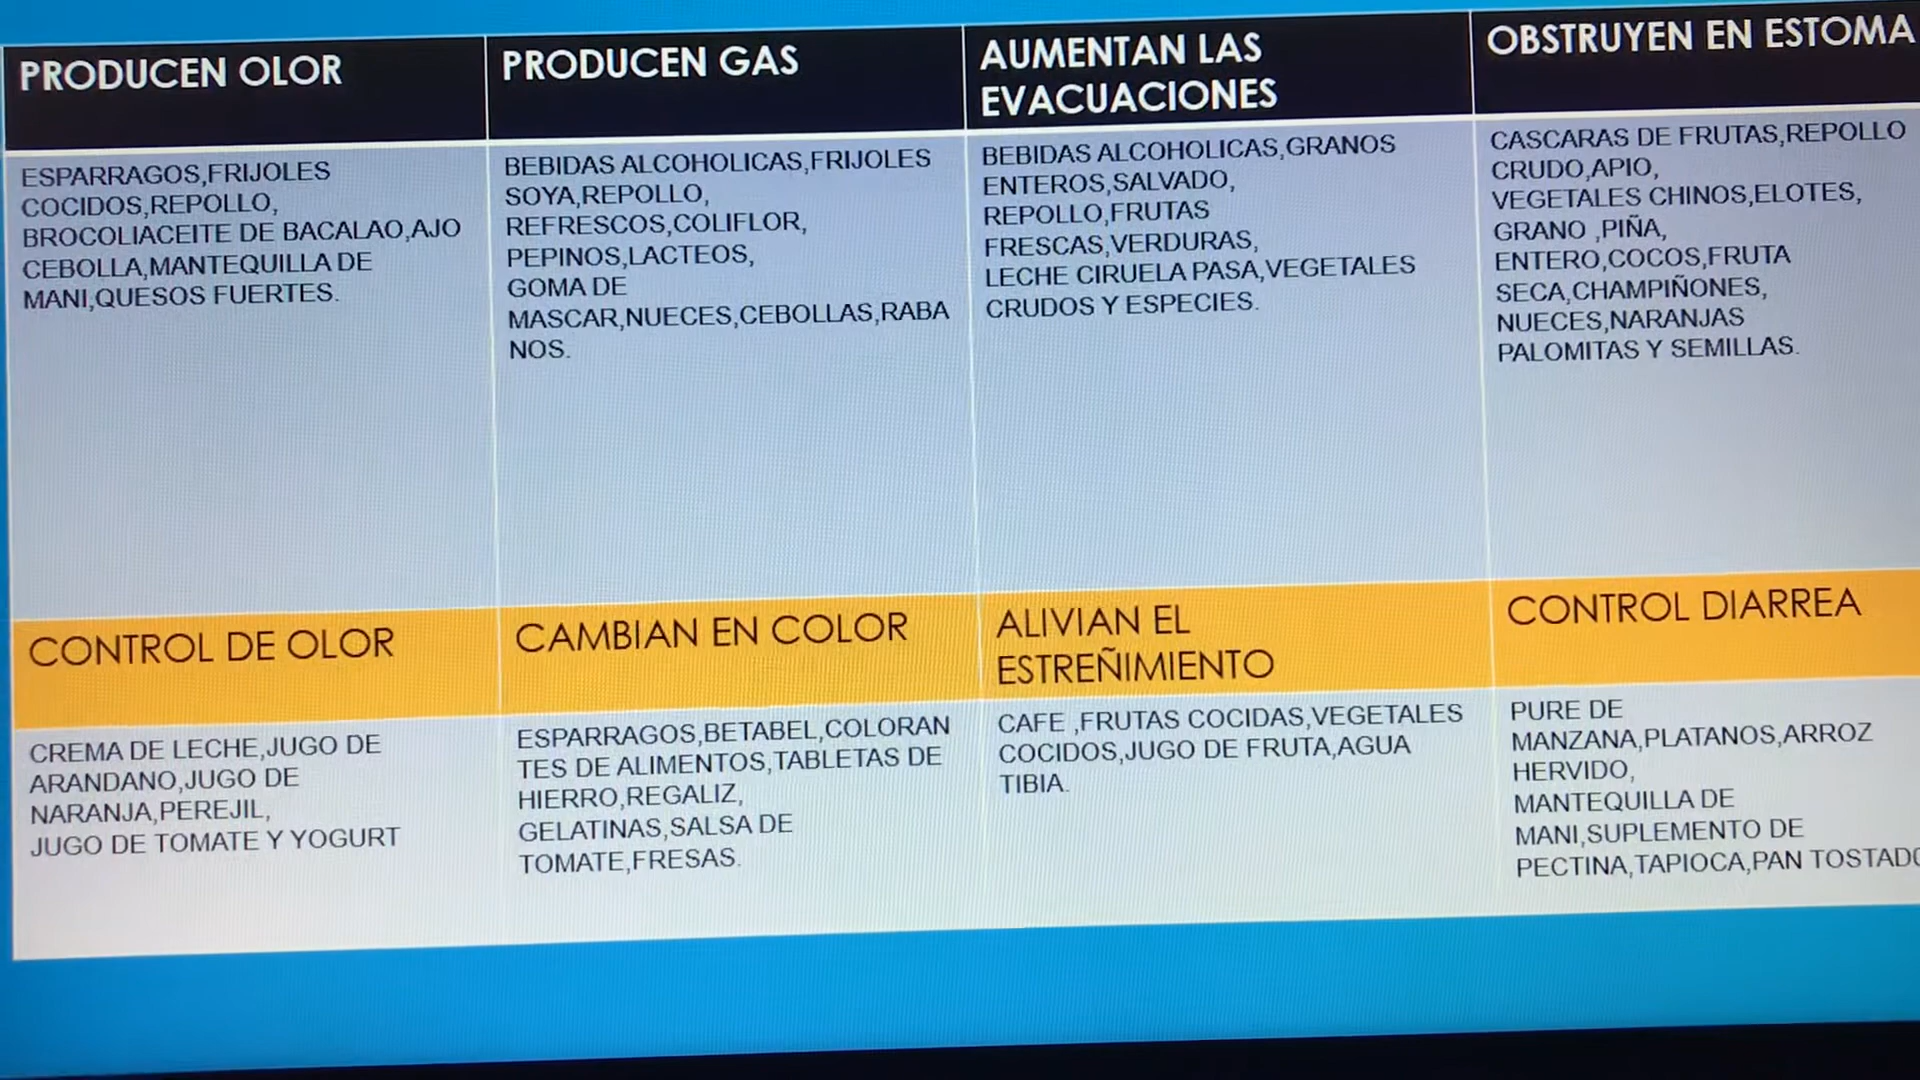 PRODUCEN OLOR
PRODUCEN GAS
AUMENTAN LAS
EVACUACIONES
OBSTRUYEN EN ESTOMA
ESPARRAGOS,FRIJOLES
COCIDOS,REPOLLO,
BROCOLIACEITE DE BACALAO,AJO
CEBOLLA,MANTEQUILLA DE
MANI,QUESOS FUERTES.
BEBIDAS ALCOHOLICAS,FRIJOLES
SOYA,REPOLLO,
REFRESCOS,COLIFLOR,
PEPINOS,LACTEOS,
GOMA DE
MASCAR,NUECES,CEBOLLAS,RABA
NOS.
BEBIDAS ALCOHOLICAS,GRANOS
ENTEROS,SALVADO,
REPOLLO,FRUTAS
FRESCAS,VERDURAS,
LECHE CIRUELA PASA,VEGETALES
CRUDOS Y ESPECIES.
CASCARAS DE FRUTAS,REPOLLO
CRUDO,APIO,
VEGETALES CHINOS,ELOTES,
GRANO ,PIÑA,
ENTERO,COCOS,FRUTA
SECA,CHAMPIÑONES,
NUECES,NARANJAS
PALOMITAS Y SEMILLAS.
CONTROL DE OLOR
CAMBIAN EN COLOR
ALIVIAN EL
ESTREÑIMIENTO
CONTROL DIARREA
CREMA DE LECHE,JUGO DE
ARANDANO,JUGO DE
NARANJA,PEREJIL,
JUGO DE TOMATE Y YOGURT
ESPARRAGOS,BETABEL,COLORAN
TES DE ALIMENTOS,TABLETAS DE
HIERRO,REGALIZ,
GELATINAS,SALSA DE
TOMATE,FRESAS.
CAFE ,FRUTAS COCIDAS,VEGETALES
COCIDOS,JUGO DE FRUTA,AGUA
TIBIA.
PURE DE
MANZANA,PLATANOS,ARROZ
HERVIDO,
MANTEQUILLA DE
MANI,SUPLEMENTO DE
PECTINA,TAPIOCA,PAN TOSTADO